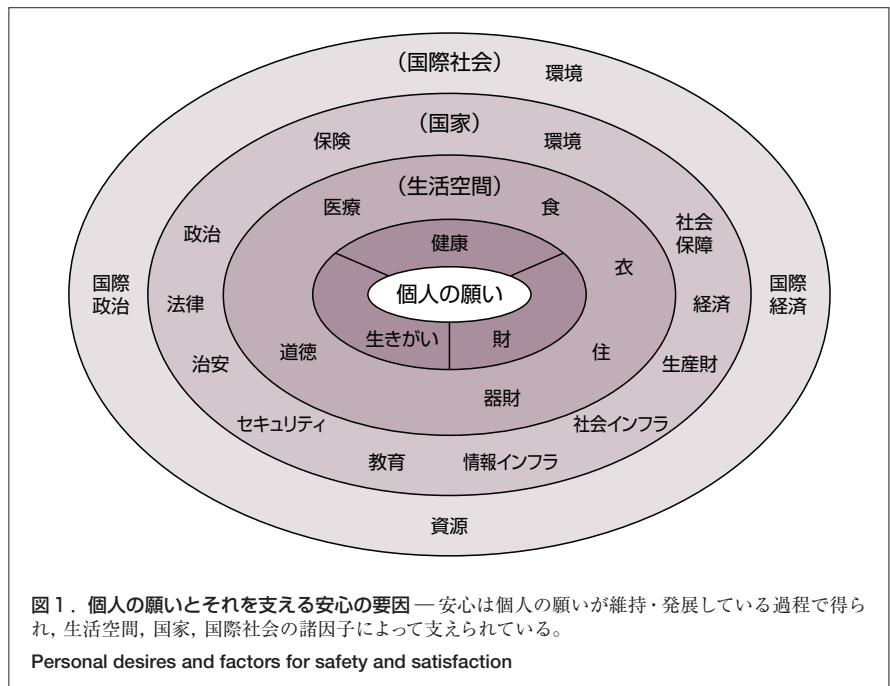 （国際社会）
環境
（国家）
保険
環境
（生活空間）
医療
食
政治
社会
保障
健康
衣
国際
政治
個人の願い
国際
経済
法律
経済
生きがい
財
道徳
住
治安
生産財
器財
セキュリティ
社会インフラ
教育
情報インフラ
資源
図1．個人の願いとそれを支える安心の要因 — 安心は個人の願いが維持・発展している過程で得ら
れ，生活空間，国家，国際社会の諸因子によって支えられている。
Personal desires and factors for safety and satisfaction